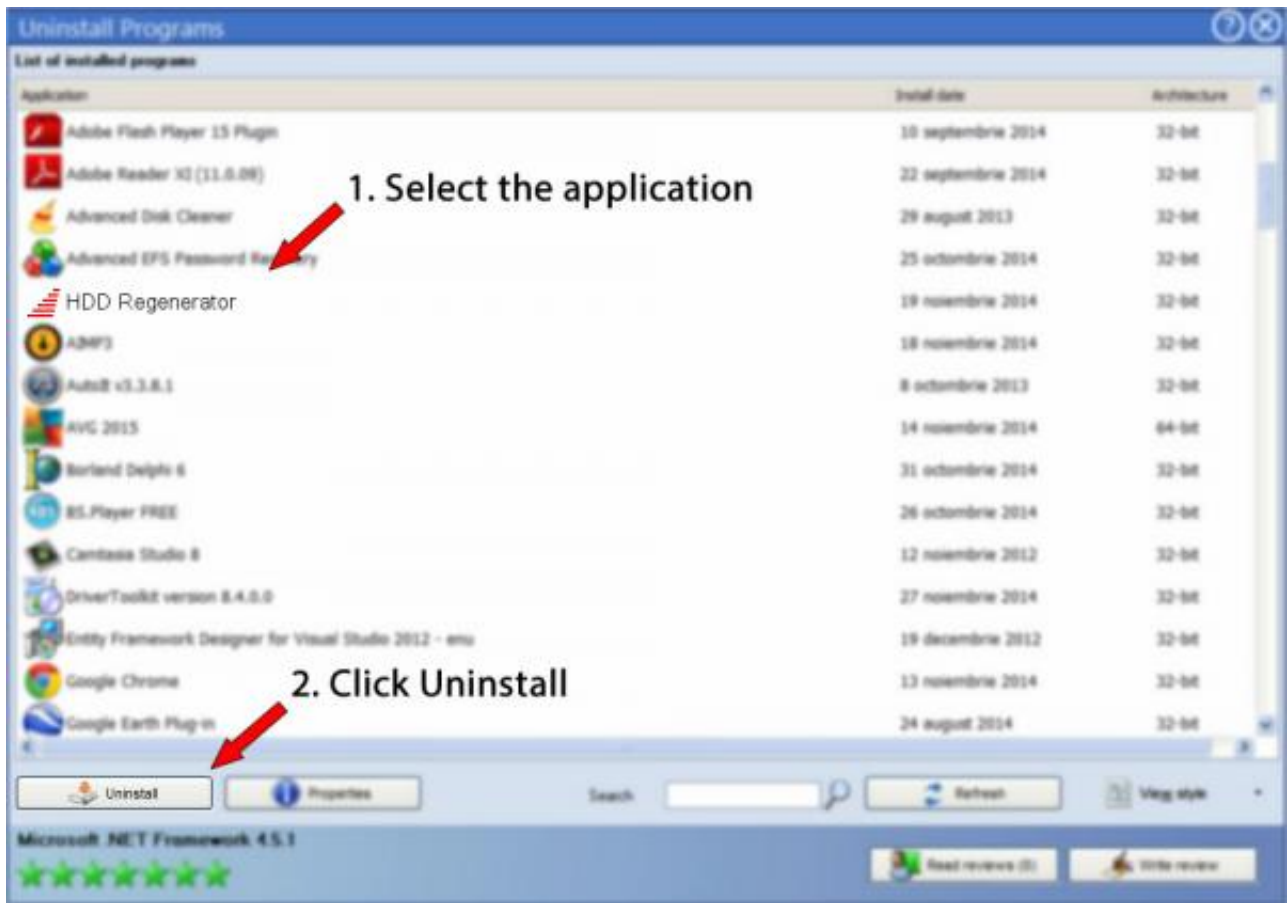 Uninstall Programs
List of installed programs
Application Install date Architecture
Adobe Flash Player 15 Plugin 10 septembrie 2014 32-bit
Adobe Reader XI (11.0.09) 22 septembrie 2014 32-bit
1. Select the application
Advanced Disk Cleaner 29 august 2013 32-bit
Advanced EFS Password Recovery 25 octombrie 2014 32-bit
HDD Regenerator 19 noiembrie 2014 32-bit
AIMP3 18 noiembrie 2014 32-bit
AutoIt v3.3.8.1 8 octombrie 2013 32-bit
AVG 2015 14 noiembrie 2014 64-bit
Borland Delphi 6 31 octombrie 2014 32-bit
BS.Player FREE 26 octombrie 2014 32-bit
Camtasia Studio 8 12 noiembrie 2012 32-bit
DriverToolkit version 8.4.0.0 27 noiembrie 2014 32-bit
Entity Framework Designer for Visual Studio 2012 - enu 19 decembrie 2012 32-bit
Google Chrome 13 noiembrie 2014 32-bit
2. Click Uninstall
Google Earth Plug-in 24 august 2014 32-bit
Uninstall Properties Search Refresh View style
Microsoft .NET Framework 4.5.1
Read reviews (0) Write review